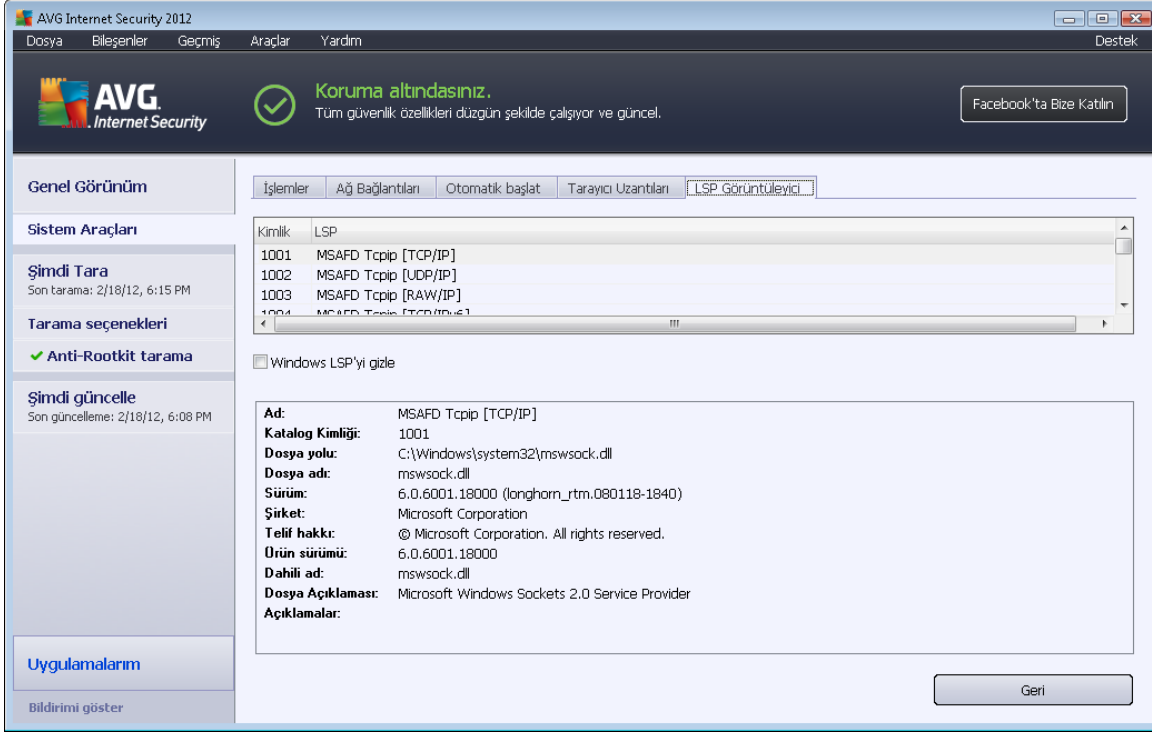 AVG Internet Security 2012
Dosya Bileşenler Geçmiş Araçlar Yardım Destek
AVG.
Internet Security
Koruma altındasınız.
Tüm güvenlik özellikleri düzgün şekilde çalışıyor ve güncel.
Facebook'ta Bize Katılın
Genel Görünüm
Sistem Araçları
Şimdi Tara
Son tarama: 2/18/12, 6:15 PM
Tarama seçenekleri
Anti-Rootkit tarama
Şimdi güncelle
Son güncelleme: 2/18/12, 6:08 PM
Uygulamalarım
Bildirimi göster
İşlemler Ağ Bağlantıları Otomatik başlat Tarayıcı Uzantıları LSP Görüntüleyici
Kimlik LSP
1001 MSAFD Tcpip [TCP/IP]
1002 MSAFD Tcpip [UDP/IP]
1003 MSAFD Tcpip [RAW/IP]
1004 MSAFD Tcpip [TCP/IPv6]
Windows LSP'yi gizle
Ad: MSAFD Tcpip [TCP/IP]
Katalog Kimliği: 1001
Dosya yolu: C:\Windows\system32\mswsock.dll
Dosya adı: mswsock.dll
Sürüm: 6.0.6001.18000 (longhorn_rtm.080118-1840)
Şirket: Microsoft Corporation
Telif hakkı: © Microsoft Corporation. All rights reserved.
Ürün sürümü: 6.0.6001.18000
Dahili ad: mswsock.dll
Dosya Açıklaması: Microsoft Windows Sockets 2.0 Service Provider
Açıklamalar:
Geri